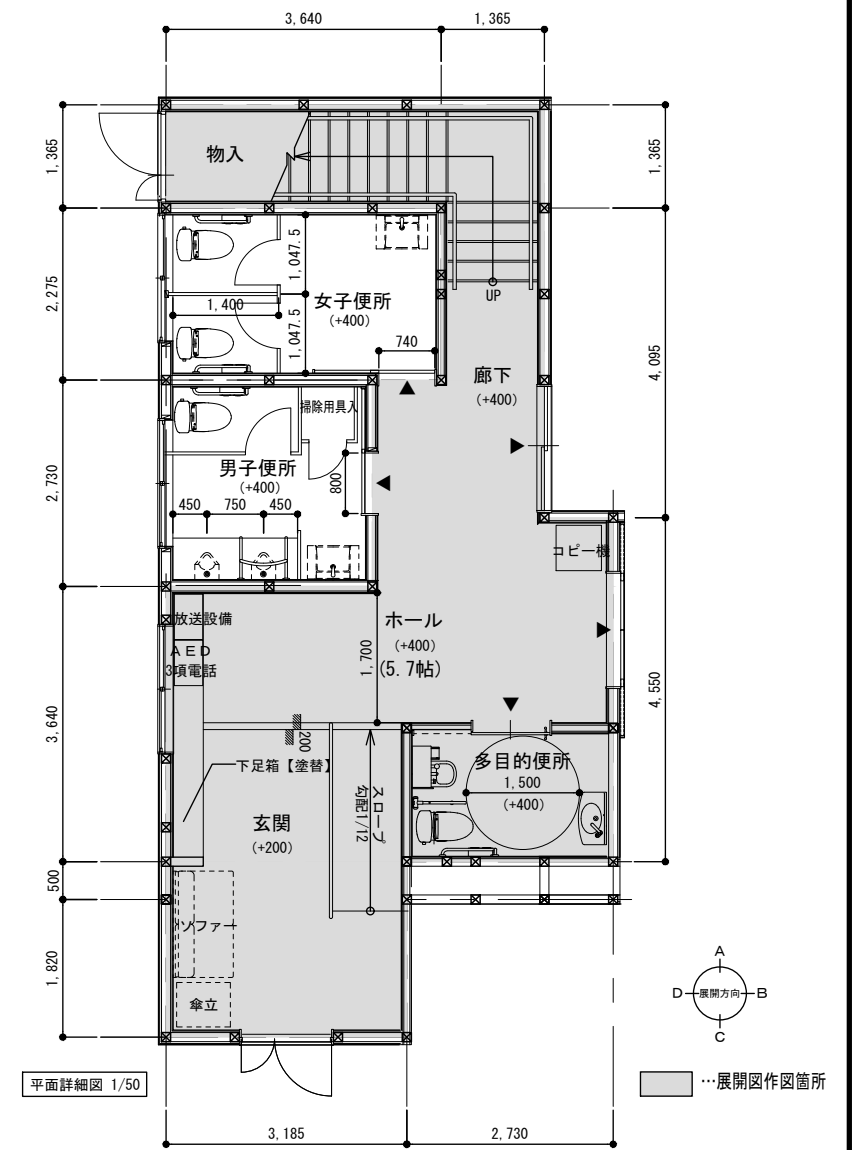 3,640
1,365
1,365
1,365
物入
2,275
1,047.5
UP
1,400
女子便所
(+400)
1,047.5
740
4,095
廊下
(+400)
掃除用具入
2,730
男子便所
(+400)
800
450
750
450
コピー機
放送設備
ホール
(+400)
(5.7帖)
AED
3項電話
1,700
4,550
3,640
200
多目的便所
1,500
(+400)
下足箱【塗替】
スロープ
勾配1/12
玄関
(+200)
500
ソファー
1,820
傘立
A
D
展開方向
B
C
平面詳細図 1/50
…展開図作図箇所
3,185
2,730